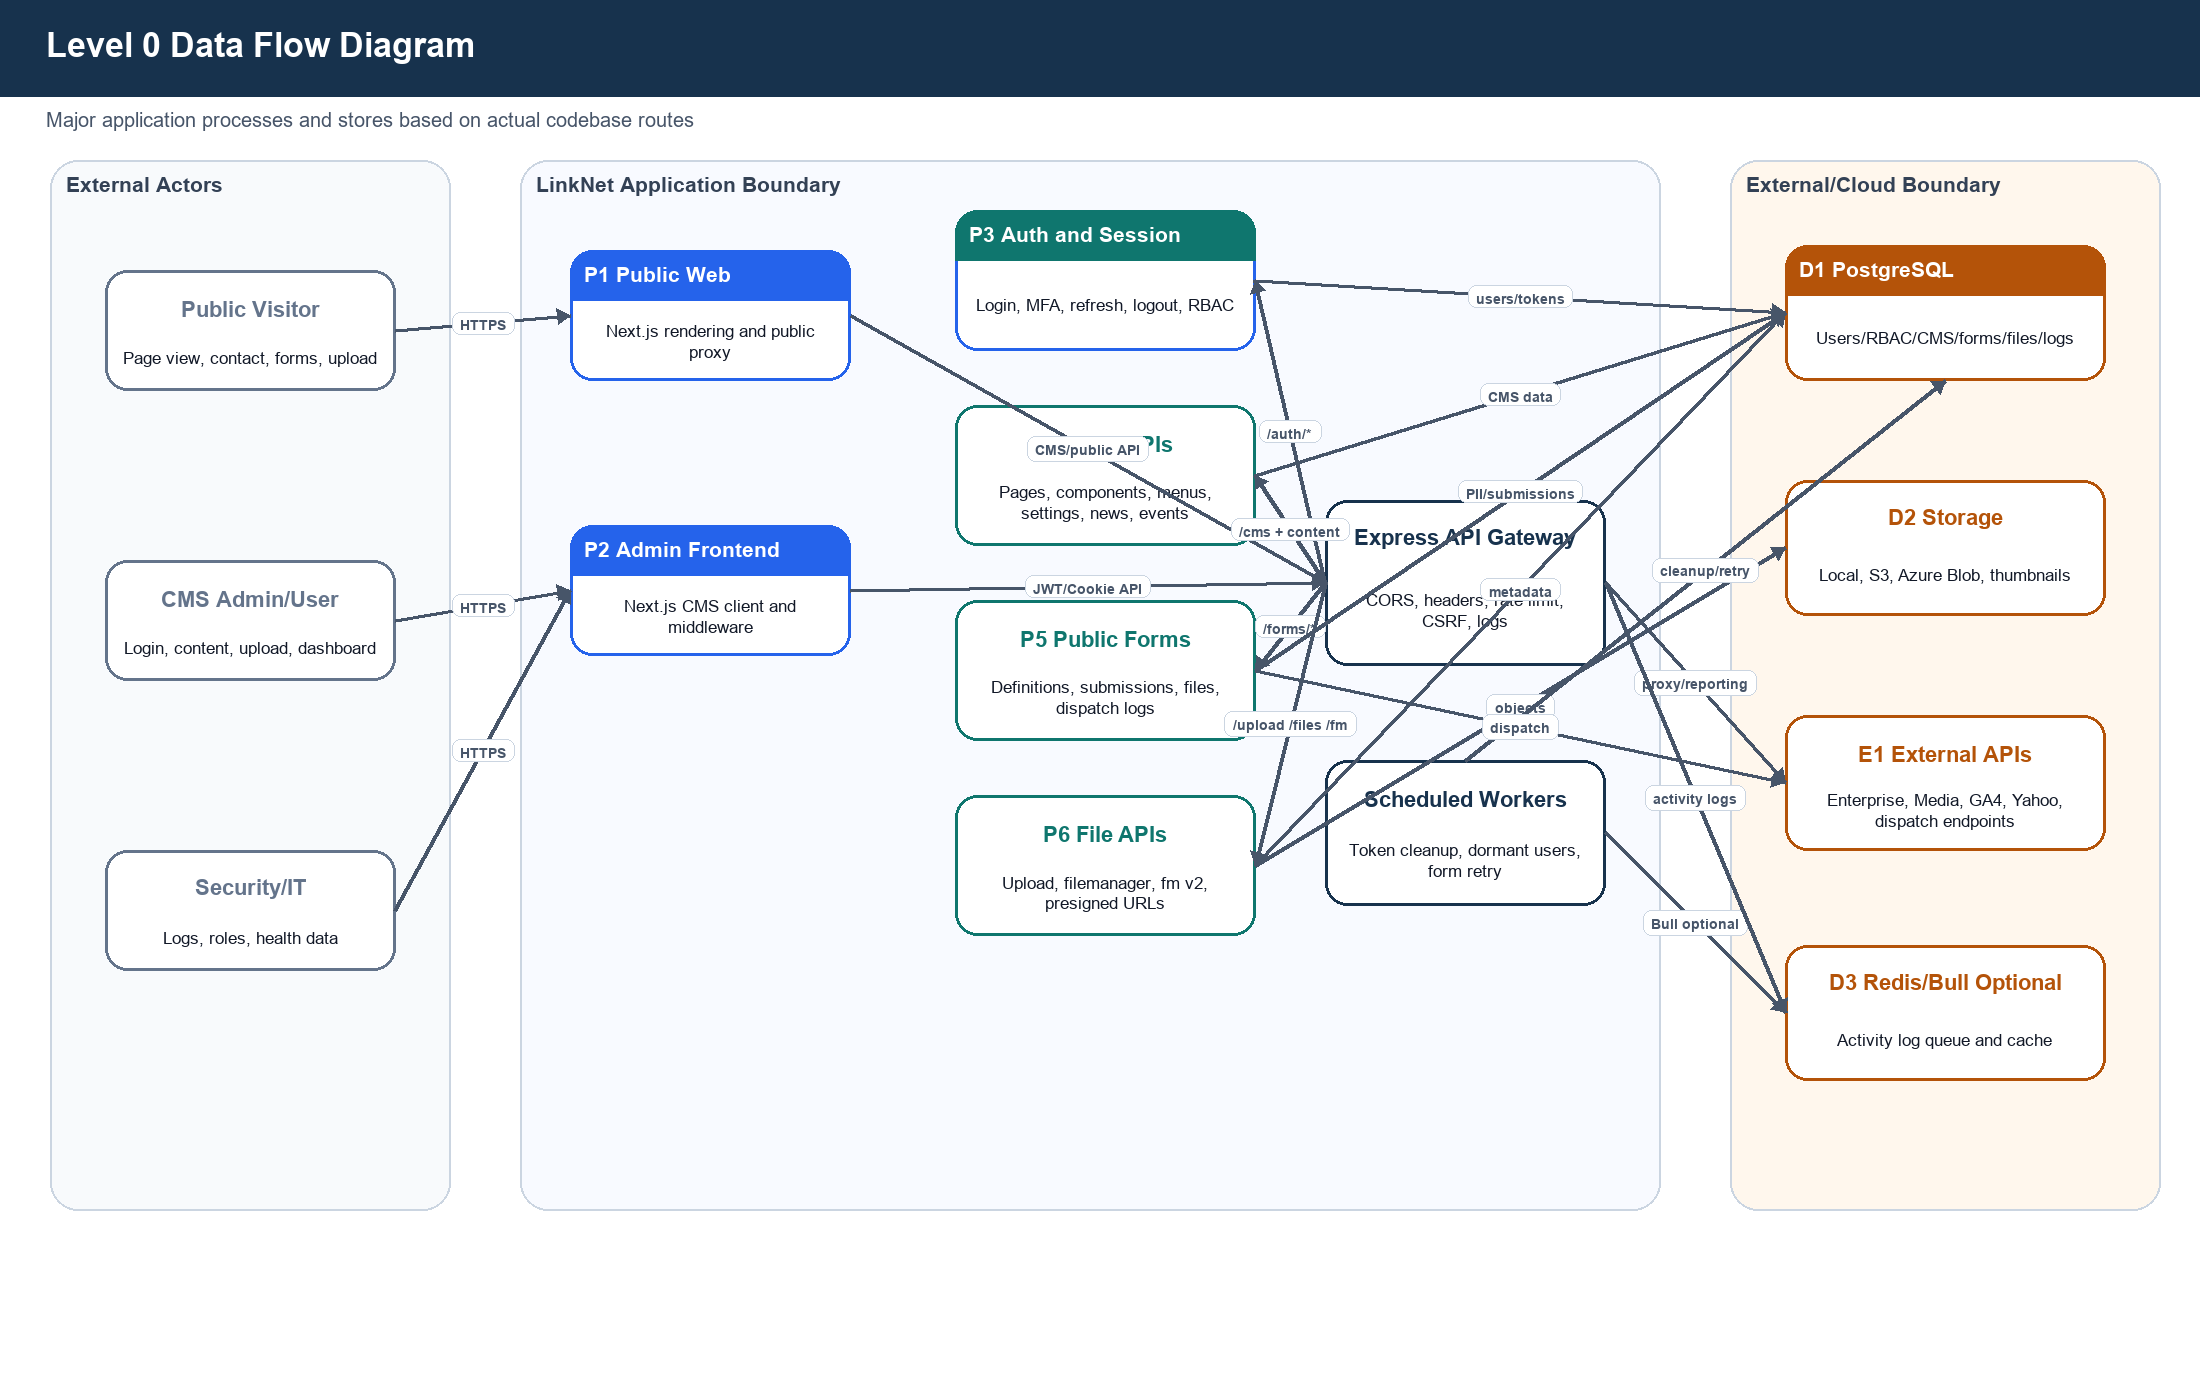 Level 0 Data Flow Diagram
Major application processes and stores based on actual codebase routes
External Actors
Public Visitor
Page view, contact, forms, upload
CMS Admin/User
Login, content, upload, dashboard
Security/IT
Logs, roles, health data
HTTPS
HTTPS
HTTPS
LinkNet Application Boundary
P1 Public Web
Next.js rendering and public
proxy
P2 Admin Frontend
Next.js CMS client and
middleware
P3 Auth and Session
Login, MFA, refresh, logout, RBAC
CMS/public API
Pages, components, menus,
settings, news, events
JWT/Cookie API
P5 Public Forms
Definitions, submissions, files,
dispatch logs
P6 File APIs
Upload, filemanager, fm v2,
presigned URLs
/auth/*
/cms + content
/forms/*
/upload /files /fm
Express API Gateway
CORS, headers, rate limit,
CSRF, logs
Scheduled Workers
Token cleanup, dormant users,
form retry
users/tokens
CMS data
PII/submissions
metadata
objects
dispatch
cleanup/retry
proxy/reporting
activity logs
Bull optional
External/Cloud Boundary
D1 PostgreSQL
Users/RBAC/CMS/forms/files/logs
D2 Storage
Local, S3, Azure Blob, thumbnails
E1 External APIs
Enterprise, Media, GA4, Yahoo,
dispatch endpoints
D3 Redis/Bull Optional
Activity log queue and cache